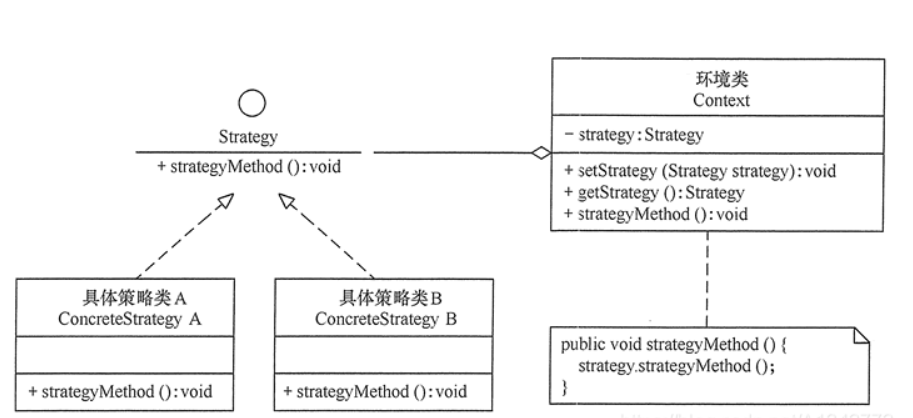 Strategy
+ strategyMethod ():void
环境类
Context
− strategy:Strategy
+ setStrategy (Strategy strategy):void
+ getStrategy ():Strategy
+ strategyMethod ():void
具体策略类A
ConcreteStrategy A
+ strategyMethod ():void
具体策略类B
ConcreteStrategy B
+ strategyMethod ():void
public void strategyMethod () {
strategy.strategyMethod ();
}